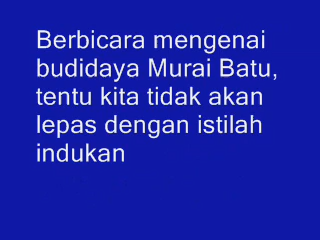 Berbicara mengenai
budidaya Murai Batu,
tentu kita tidak akan
lepas dengan istilah
indukan